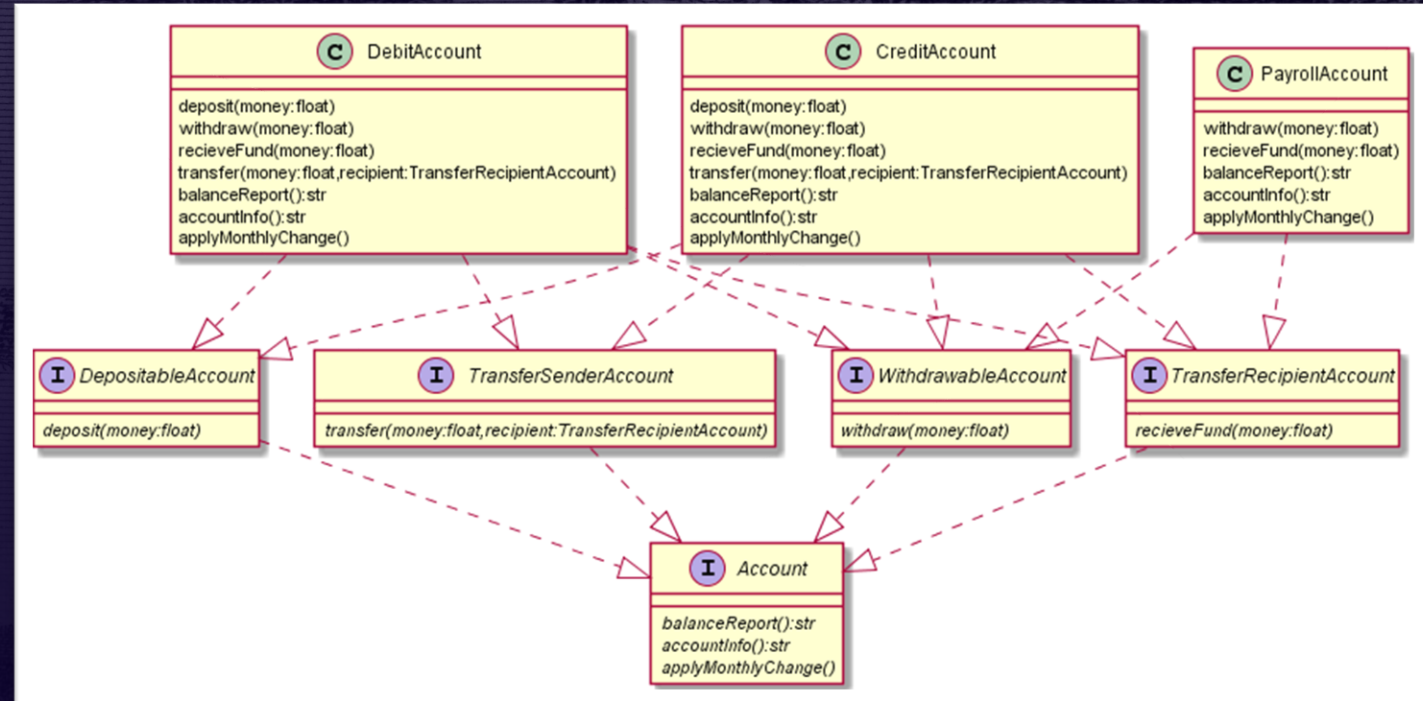 C DebitAccount
deposit(money:float)
withdraw(money:float)
recieveFund(money:float)
transfer(money:float,recipient:TransferRecipientAccount)
balanceReport():str
accountInfo():str
applyMonthlyChange()
C CreditAccount
deposit(money:float)
withdraw(money:float)
recieveFund(money:float)
transfer(money:float,recipient:TransferRecipientAccount)
balanceReport():str
accountInfo():str
applyMonthlyChange()
C PayrollAccount
withdraw(money:float)
recieveFund(money:float)
balanceReport():str
accountInfo():str
applyMonthlyChange()
I DepositableAccount
deposit(money:float)
I TransferSenderAccount
transfer(money:float,recipient:TransferRecipientAccount)
I WithdrawableAccount
withdraw(money:float)
I TransferRecipientAccount
recieveFund(money:float)
I Account
balanceReport():str
accountInfo():str
applyMonthlyChange()